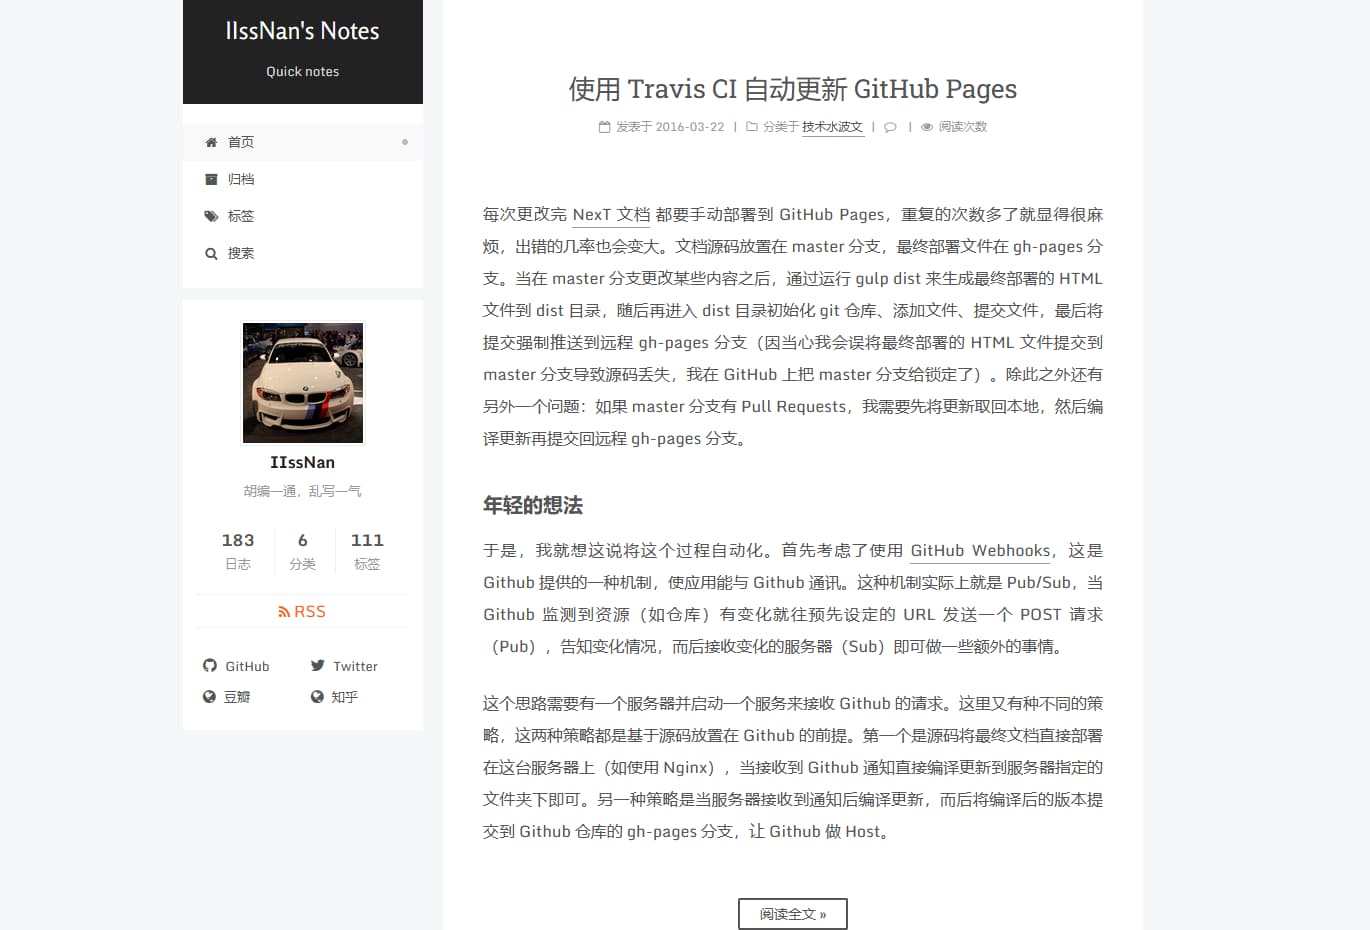 IIssNan's Notes
Quick notes
首页
归档
标签
搜索
IIssNan
胡编一通，乱写一气
183 6 111
日志 分类 标签
RSS
GitHub Twitter
豆瓣 知乎
使用 Travis CI 自动更新 GitHub Pages
发表于 2016-03-22 | 分类于 技术水波文 | | 阅读次数
每次更改完 NexT 文档 都要手动部署到 GitHub Pages，重复的次数多了就显得很麻
烦，出错的几率也会变大。文档源码放置在 master 分支，最终部署文件在 gh-pages 分
支。当在 master 分支更改某些内容之后，通过运行 gulp dist 来生成最终部署的 HTML
文件到 dist 目录，随后再进入 dist 目录初始化 git 仓库、添加文件、提交文件，最后将
提交强制推送到远程 gh-pages 分支（因当心我会误将最终部署的 HTML 文件提交到
master 分支导致源码丢失，我在 GitHub 上把 master 分支给锁定了）。除此之外还有
另外一个问题：如果 master 分支有 Pull Requests，我需要先将更新取回本地，然后编
译更新再提交回远程 gh-pages 分支。
年轻的想法
于是，我就想这说将这个过程自动化。首先考虑了使用 GitHub Webhooks，这是
Github 提供的一种机制，使应用能与 Github 通讯。这种机制实际上就是 Pub/Sub，当
Github 监测到资源（如仓库）有变化就往预先设定的 URL 发送一个 POST 请求
（Pub），告知变化情况，而后接收变化的服务器（Sub）即可做一些额外的事情。
这个思路需要有一个服务器并启动一个服务来接收 Github 的请求。这里又有种不同的策
略，这两种策略都是基于源码放置在 Github 的前提。第一个是源码将最终文档直接部署
在这台服务器上（如使用 Nginx），当接收到 Github 通知直接编译更新到服务器指定的
文件夹下即可。另一种策略是当服务器接收到通知后编译更新，而后将编译后的版本提
交到 Github 仓库的 gh-pages 分支，让 Github 做 Host。
阅读全文 »